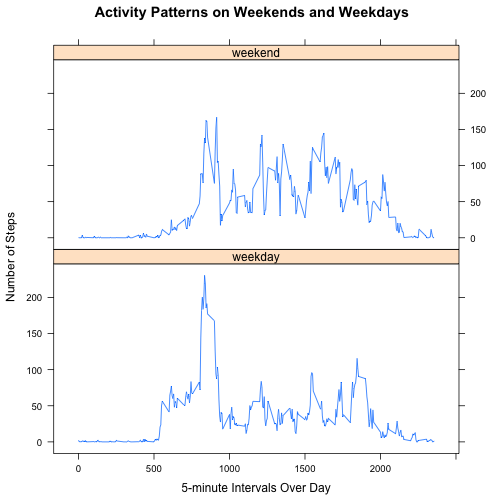 Activity Patterns on Weekends and Weekdays
weekend
200
150
100
50
0
Number of Steps
weekday
200
150
100
50
0
0 500 1000 1500 2000
5-minute Intervals Over Day